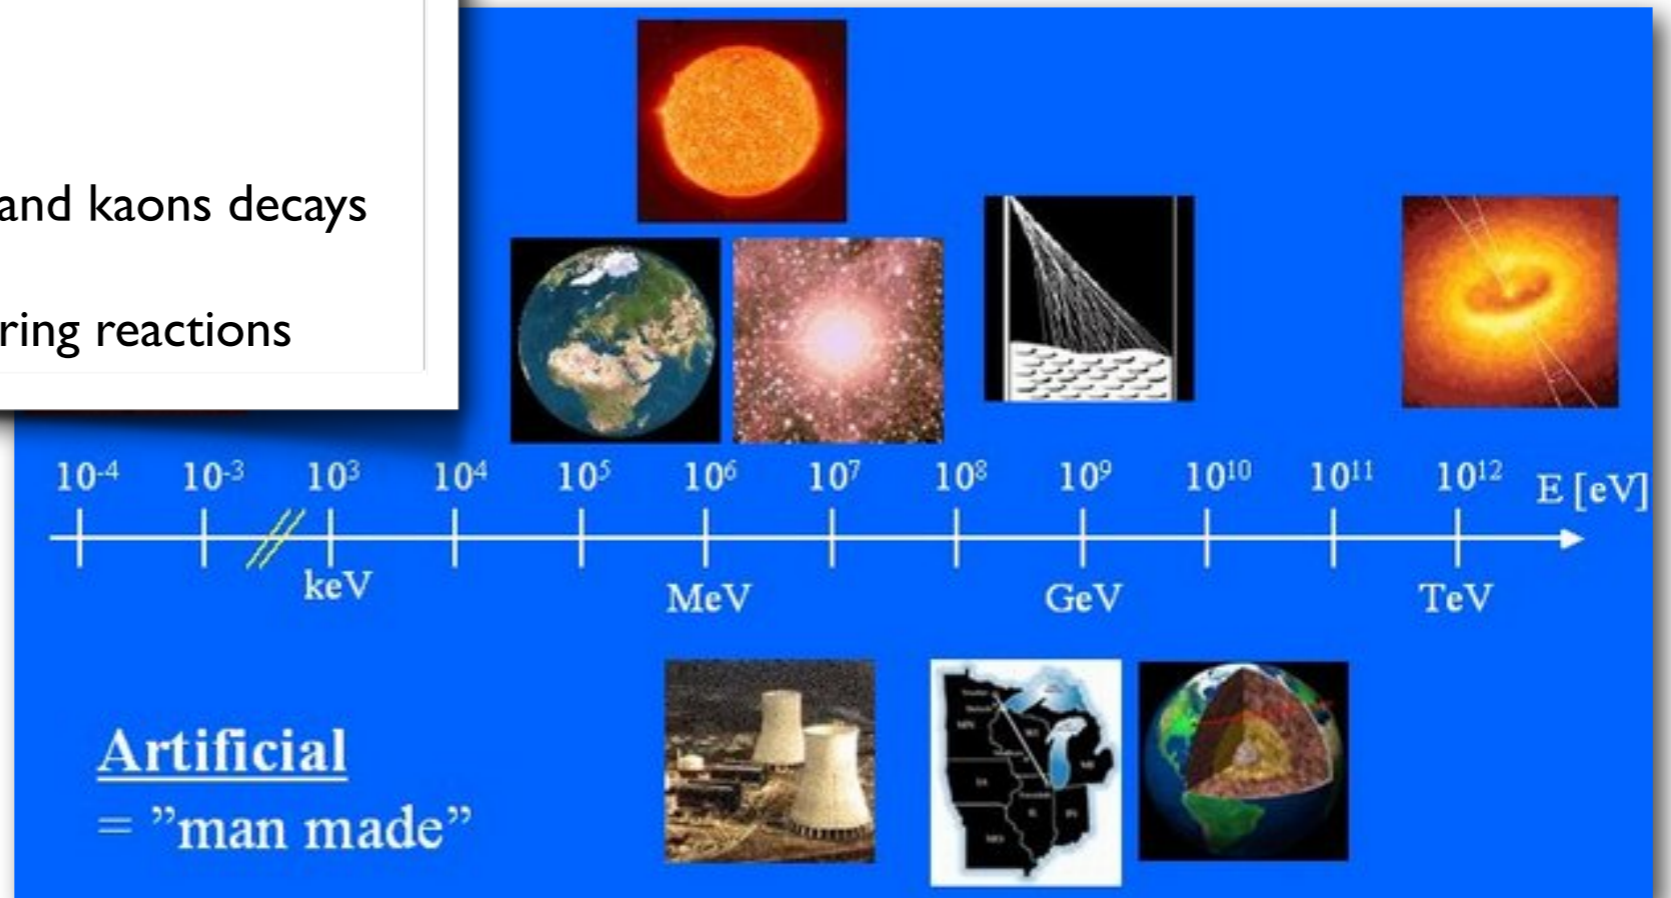 and kaons decays
ring reactions
10-4 10-3 10³ 10⁴ 10⁵ 10⁶ 10⁷ 10⁸ 10⁹ 10¹⁰ 10¹¹ 10¹² E [eV]
keV MeV GeV TeV
Artificial
= ”man made”